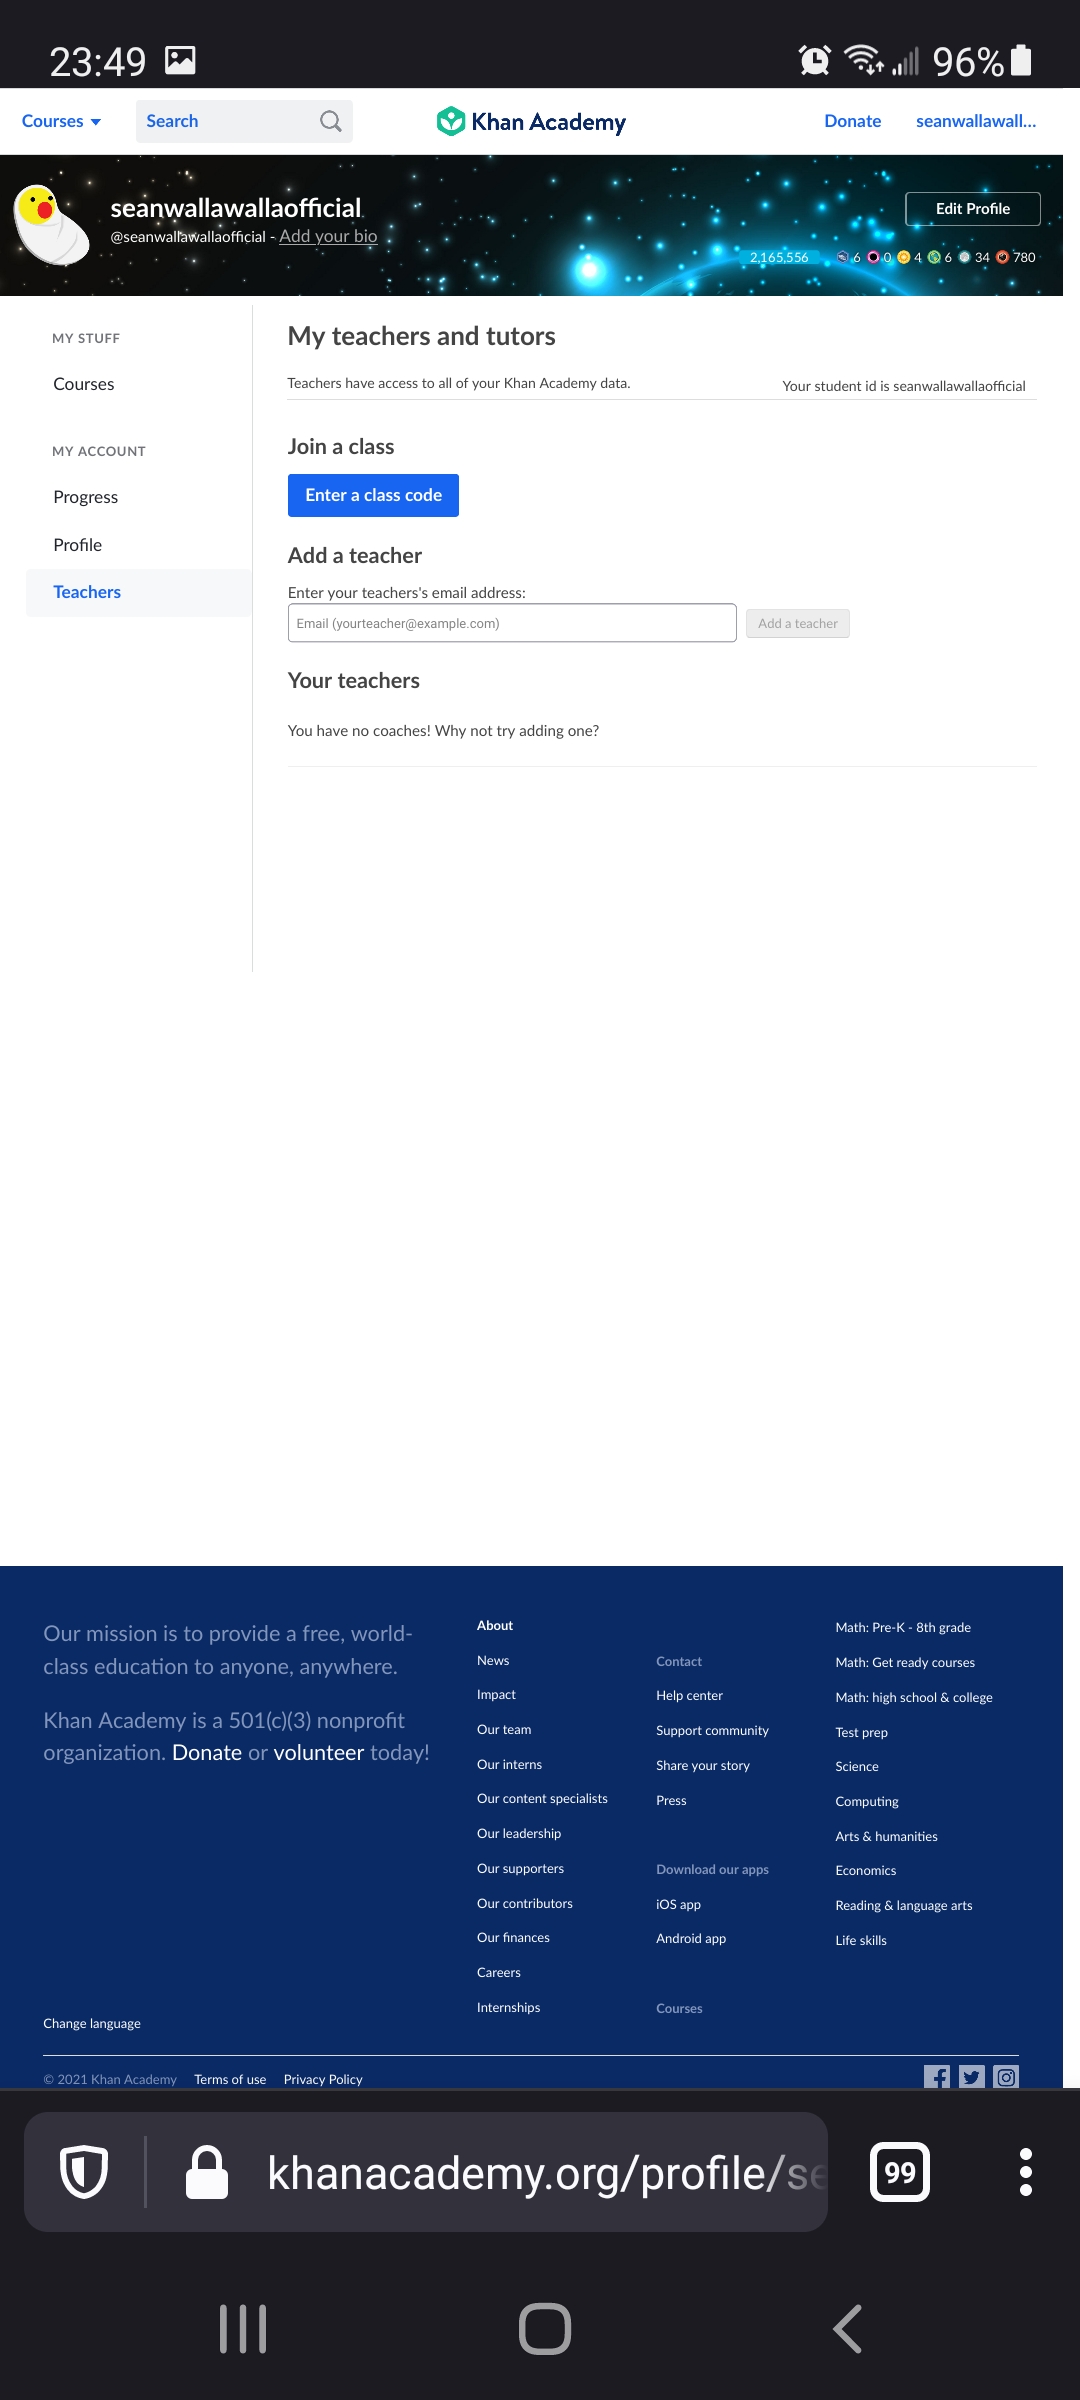 23:49
96%
Courses
Search
Khan Academy
Donate
seanwallawall...
seanwallawallaofficial
@seanwallawallaofficial - Add your bio
Edit Profile
2,165,556
6
0
4
6
34
780
MY STUFF
Courses
MY ACCOUNT
Progress
Profile
Teachers
My teachers and tutors
Teachers have access to all of your Khan Academy data.
Your student id is seanwallawallaofficial
Join a class
Enter a class code
Add a teacher
Enter your teachers's email address:
Email (yourteacher@example.com)
Add a teacher
Your teachers
You have no coaches! Why not try adding one?
Our mission is to provide a free, world-
class education to anyone, anywhere.
Khan Academy is a 501(c)(3) nonprofit
organization. Donate or volunteer today!
About
News
Impact
Our team
Our interns
Our content specialists
Our leadership
Our supporters
Our contributors
Our finances
Careers
Internships
Contact
Help center
Support community
Share your story
Press
Download our apps
iOS app
Android app
Courses
Math: Pre-K - 8th grade
Math: Get ready courses
Math: high school & college
Test prep
Science
Computing
Arts & humanities
Economics
Reading & language arts
Life skills
Change language
© 2021 Khan Academy
Terms of use
Privacy Policy
khanacademy.org/profile/se
99